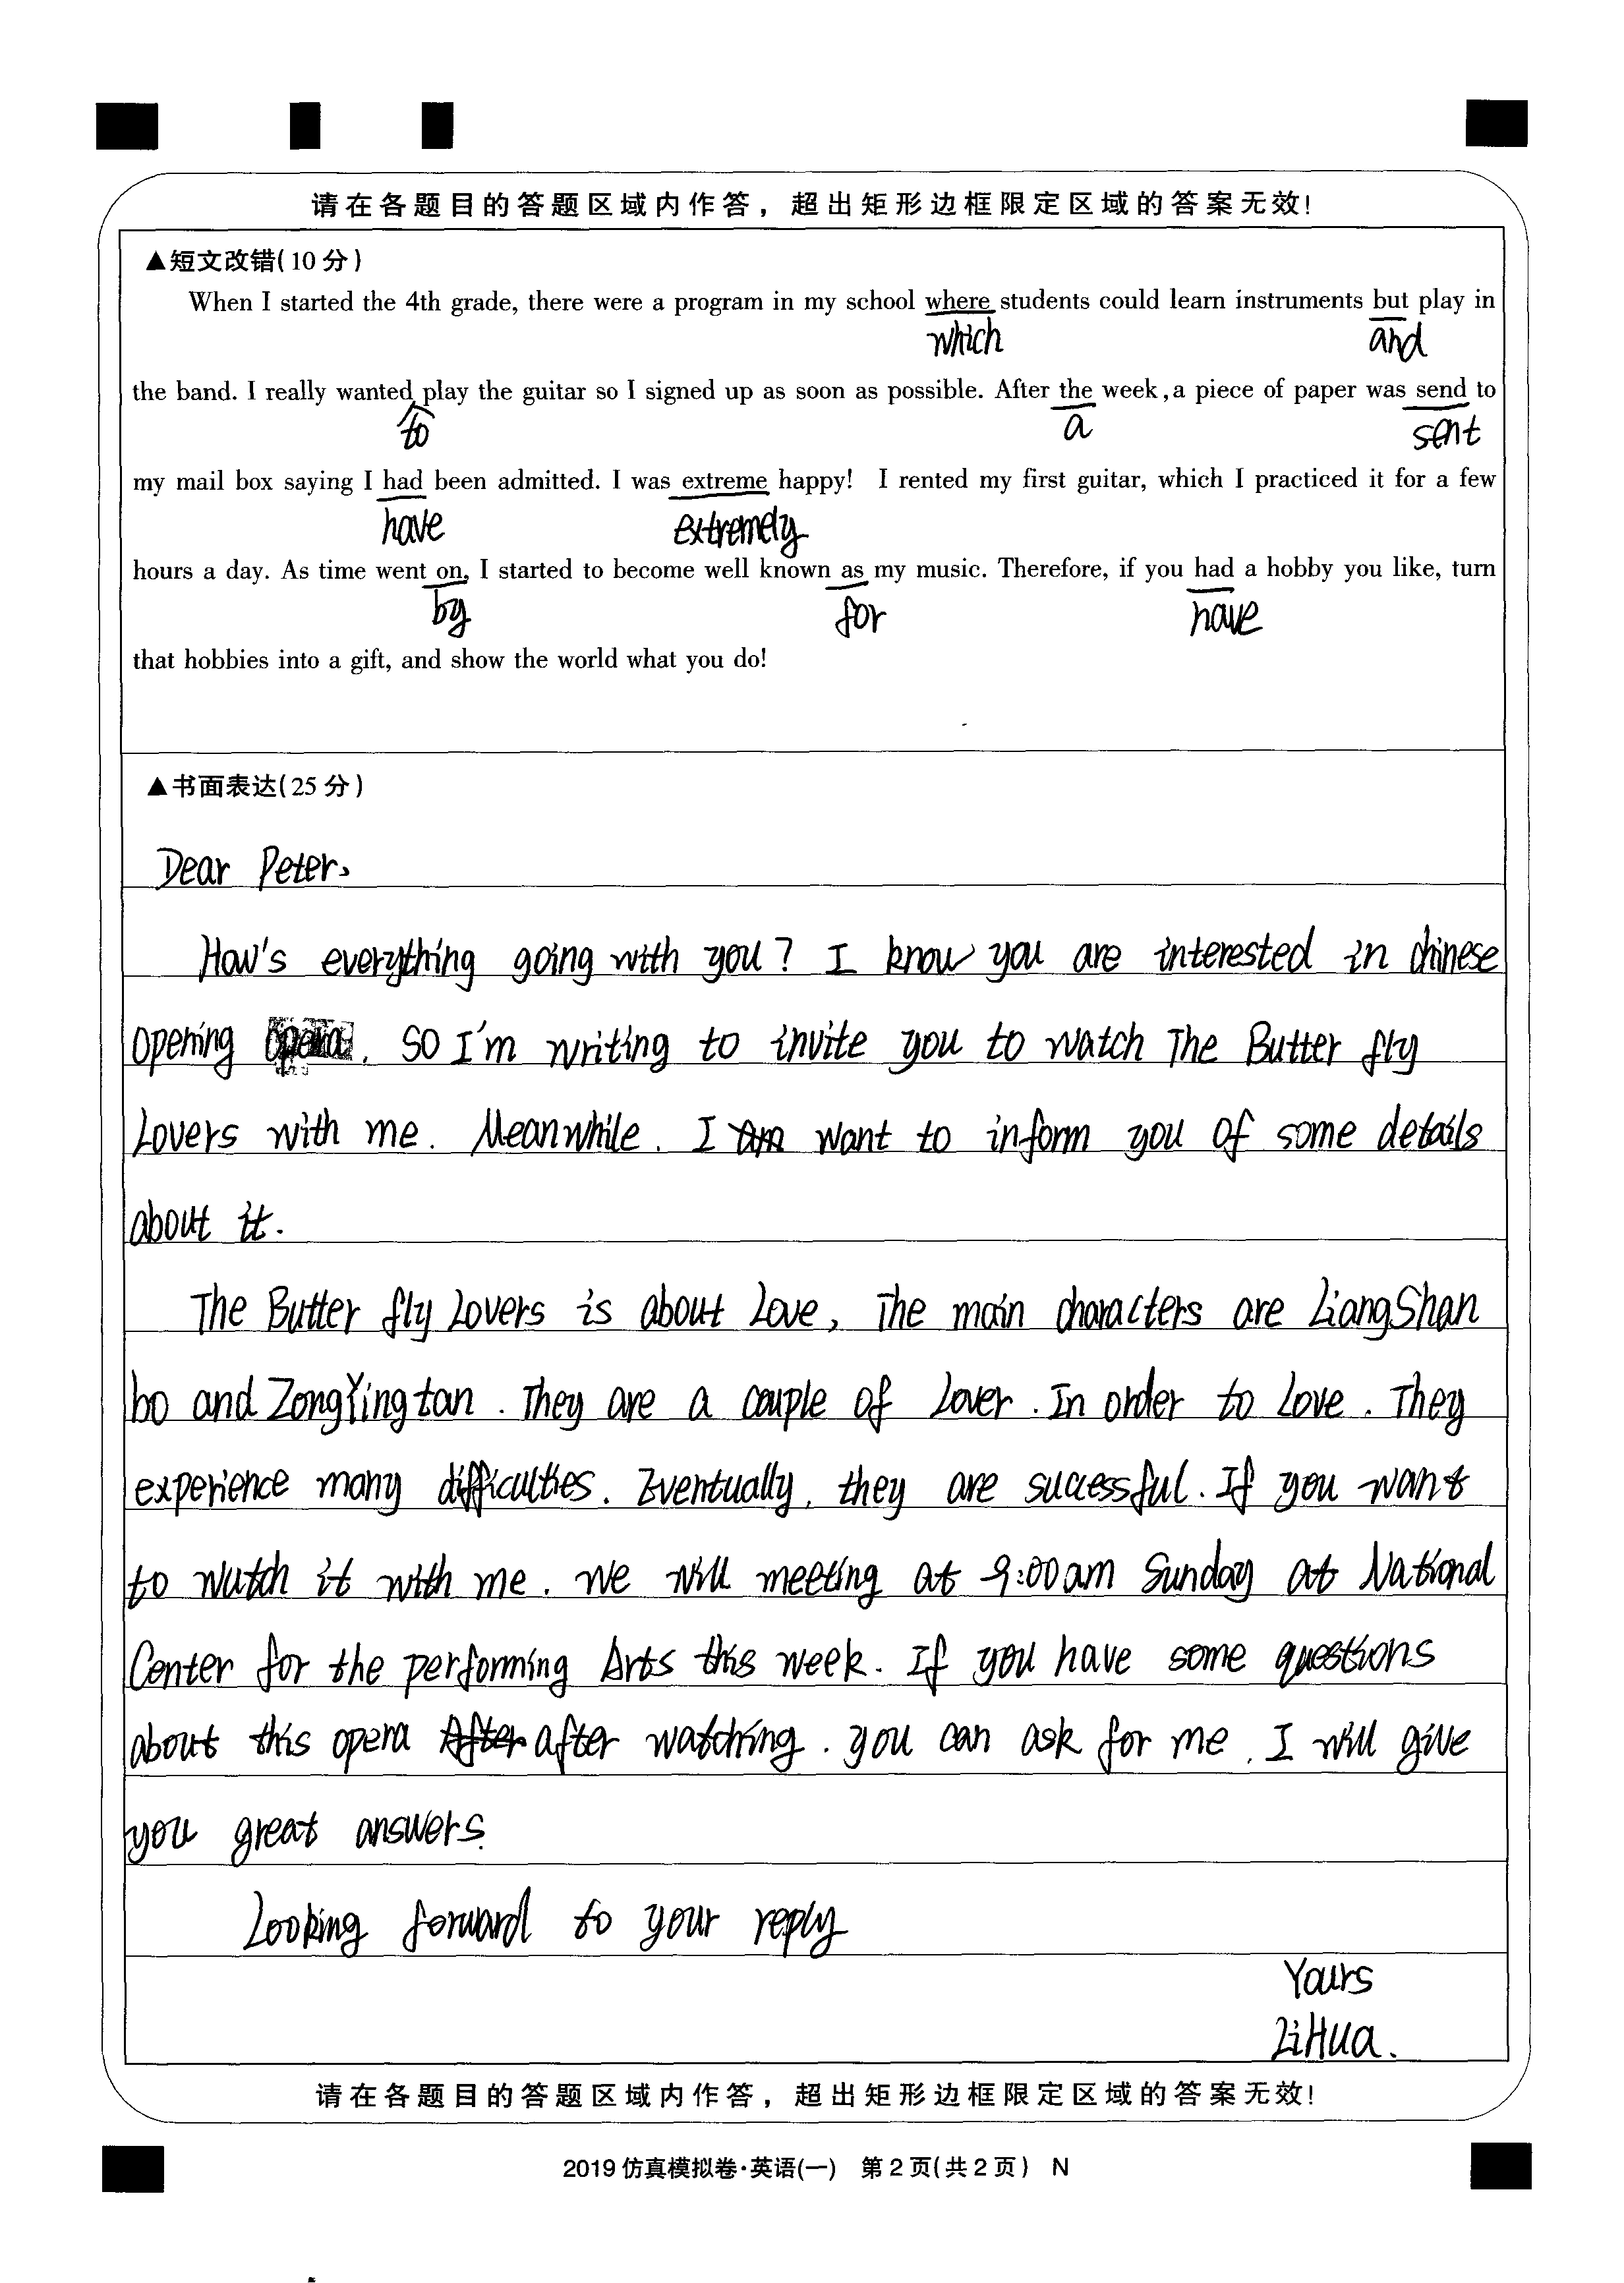 请在各题目的答题区域内作答，超出矩形边框限定区域的答案无效!
▲短文改错(10分)
When I started the 4th grade, there were a program in my school where students could learn instruments but play in
which and
the band. I really wanted play the guitar so I signed up as soon as possible. After the week, a piece of paper was send to
to a sent
my mail box saying I had been admitted. I was extreme happy! I rented my first guitar, which I practiced it for a few
have extremely
hours a day. As time went on, I started to become well known as my music. Therefore, if you had a hobby you like, turn
by for have
that hobbies into a gift, and show the world what you do!
▲书面表达(25分)
Dear Peter,
How's everything going with you? I know you are interested in chinese
opening opera. SO I'm writing to invite you to watch The Butter fly
Lovers with me. Meanwhile. I am want to inform you of some details
about it.
The Butter fly Lovers is about Love, The main characters are LiangShan
bo and ZongYingtan. They are a couple of Lover. In order to Love. They
experience many difficulties. Eventually, they are sucessful. If you want
to wutch it with me. we will meeting at 9:00am Sunday at National
Center for the performing Arts this week. If you have some questions
about this opera After after watching. you can ask for me. I will give
you great answers.
Looking forward to your reply
Yours
LiHua.
请在各题目的答题区域内作答，超出矩形边框限定区域的答案无效!
2019仿真模拟卷·英语(一) 第2页(共2页) N